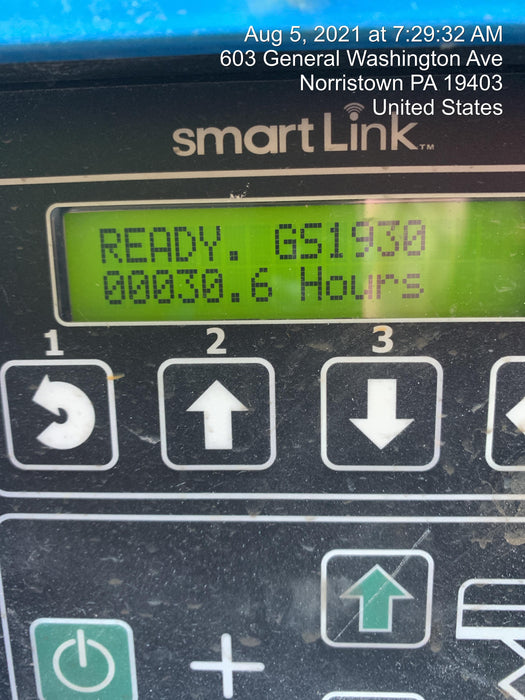 Aug 5, 2021 at 7:29:32 AM
603 General Washington Ave
Norristown PA 19403
United States
smartLink™
READY. GS1930
00030.6 Hours
1 2 3